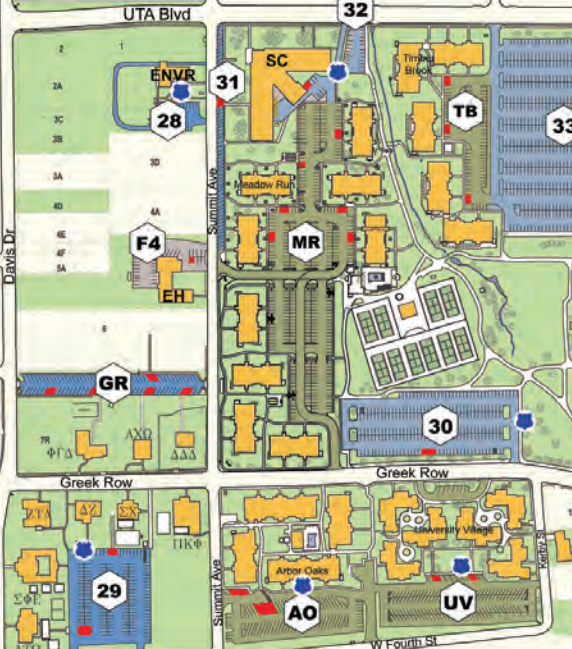 UTA Blvd
32
2
1
SC
Timber
Brook
ENVR
31
2A
28
TB
33
3C
3B
3D
3A
Meadow Run
4D
4A
Summit Ave
4E
F4
MR
4F
5A
Davis Dr
EH
6
GR
30
7R
ΦΓΔ
ΑΧΩ
ΔΔΔ
Greek Row
Greek Row
ΖΤΑ
ΔΖ
ΣΧ
ΠΚΦ
University Village
Kerby St
Arbor Oaks
29
ΣΦΕ
Summit Ave
AO
UV
W Fourth St